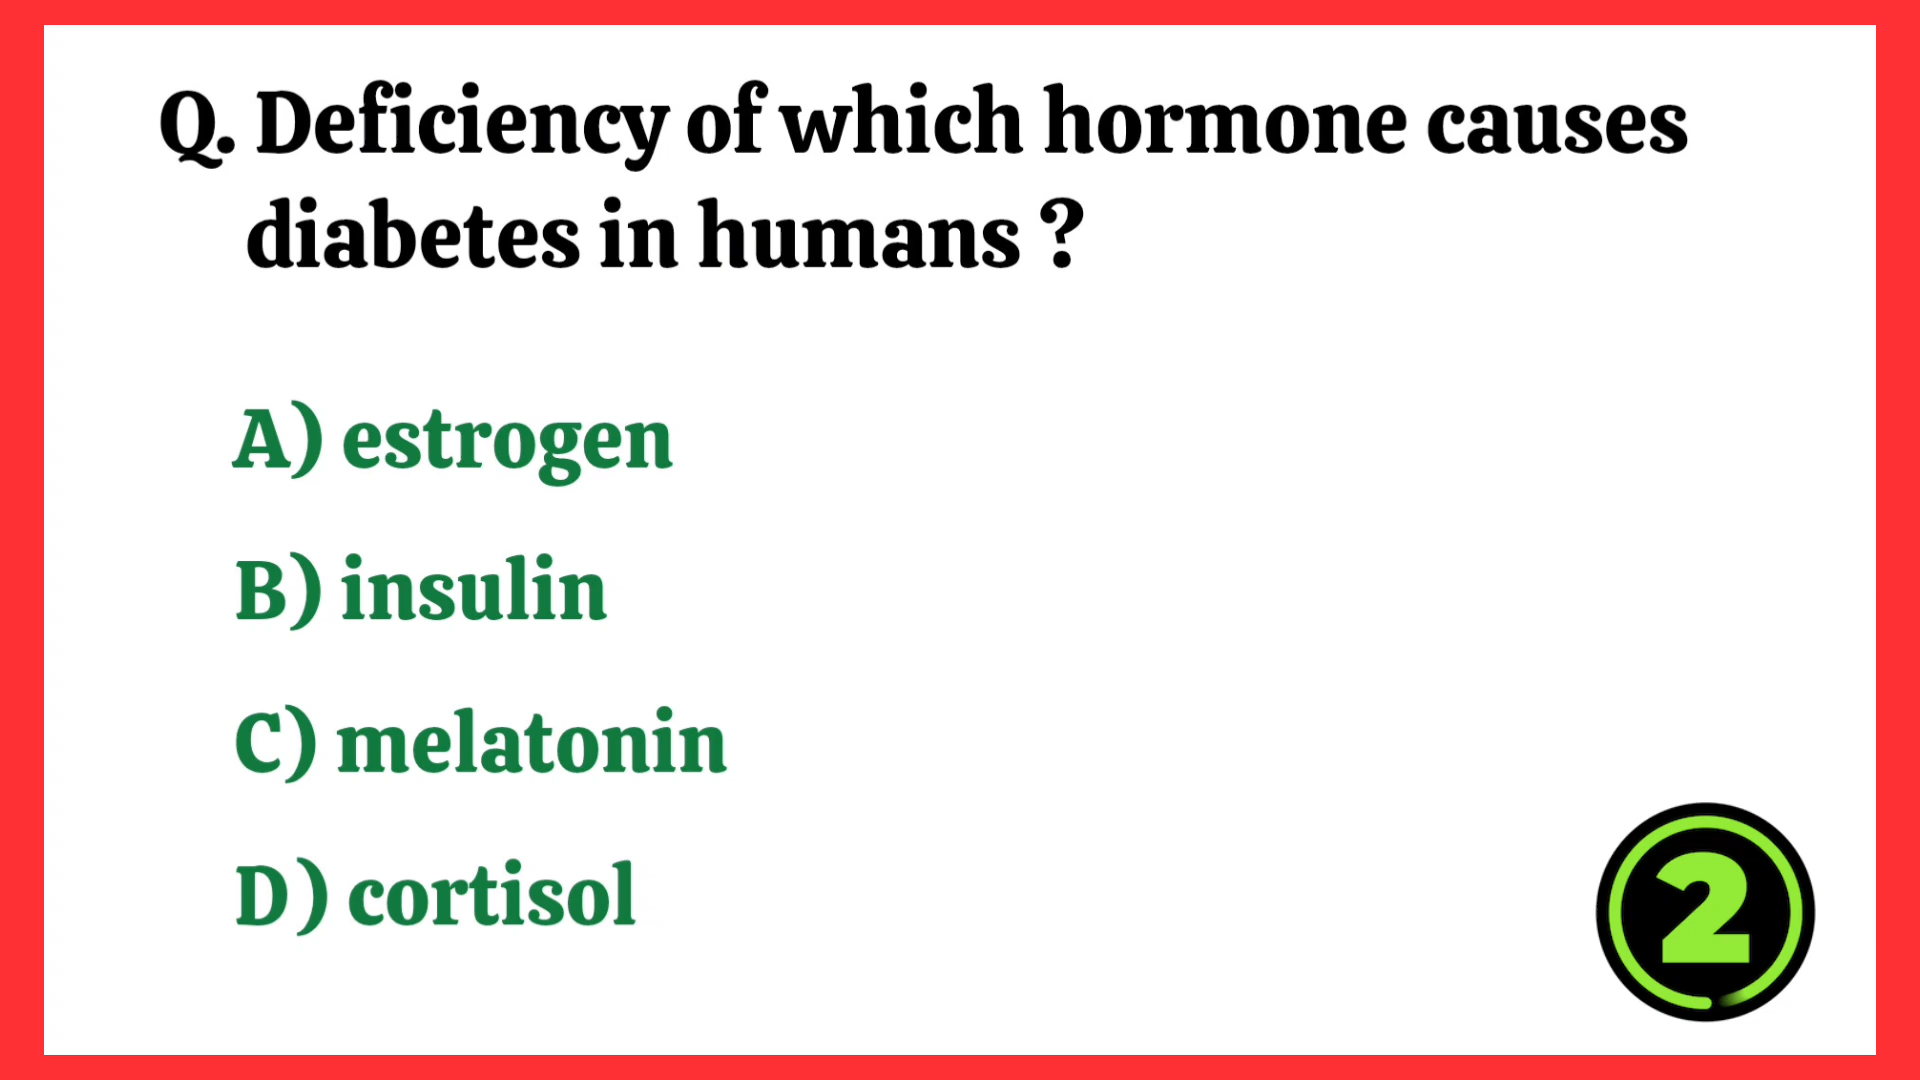 Q. Deficiency of which hormone causes
diabetes in humans ?
A) estrogen
B) insulin
C) melatonin
D) cortisol
2